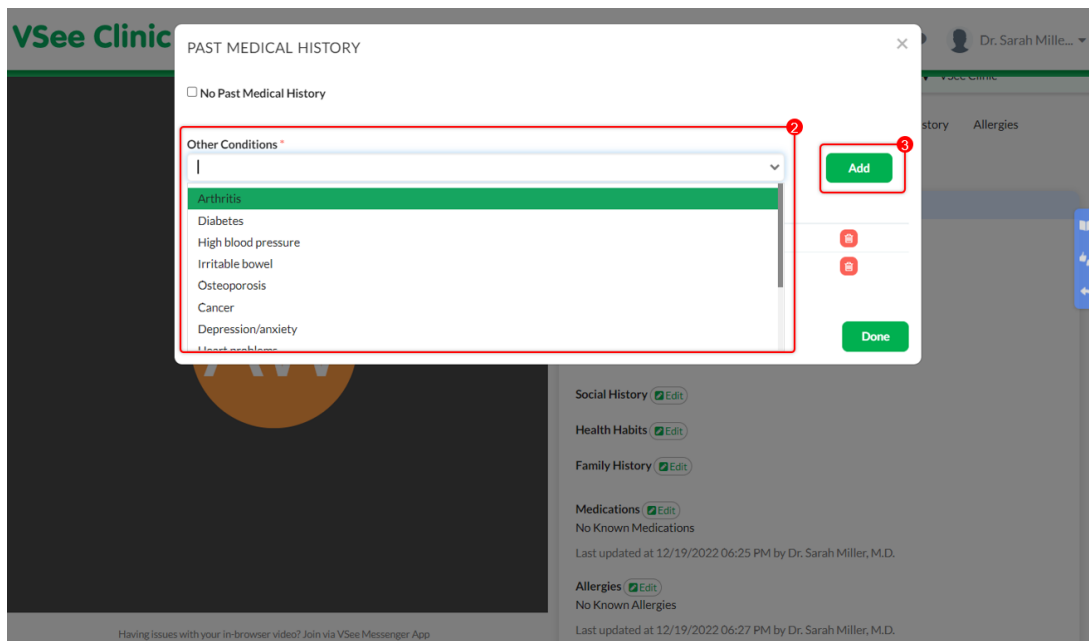 VSee Clinic
PAST MEDICAL HISTORY
×
Dr. Sarah Mille...
VSee Clinic
No Past Medical History
2
story Allergies
Other Conditions *
3
Add
Arthritis
Diabetes
High blood pressure
Irritable bowel
Osteoporosis
Cancer
Depression/anxiety
Heart problems
Done
AW
Social History Edit
Health Habits Edit
Family History Edit
Medications Edit
No Known Medications
Last updated at 12/19/2022 06:25 PM by Dr. Sarah Miller, M.D.
Allergies Edit
No Known Allergies
Last updated at 12/19/2022 06:27 PM by Dr. Sarah Miller, M.D.
Having issues with your in-browser video? Join via VSee Messenger App